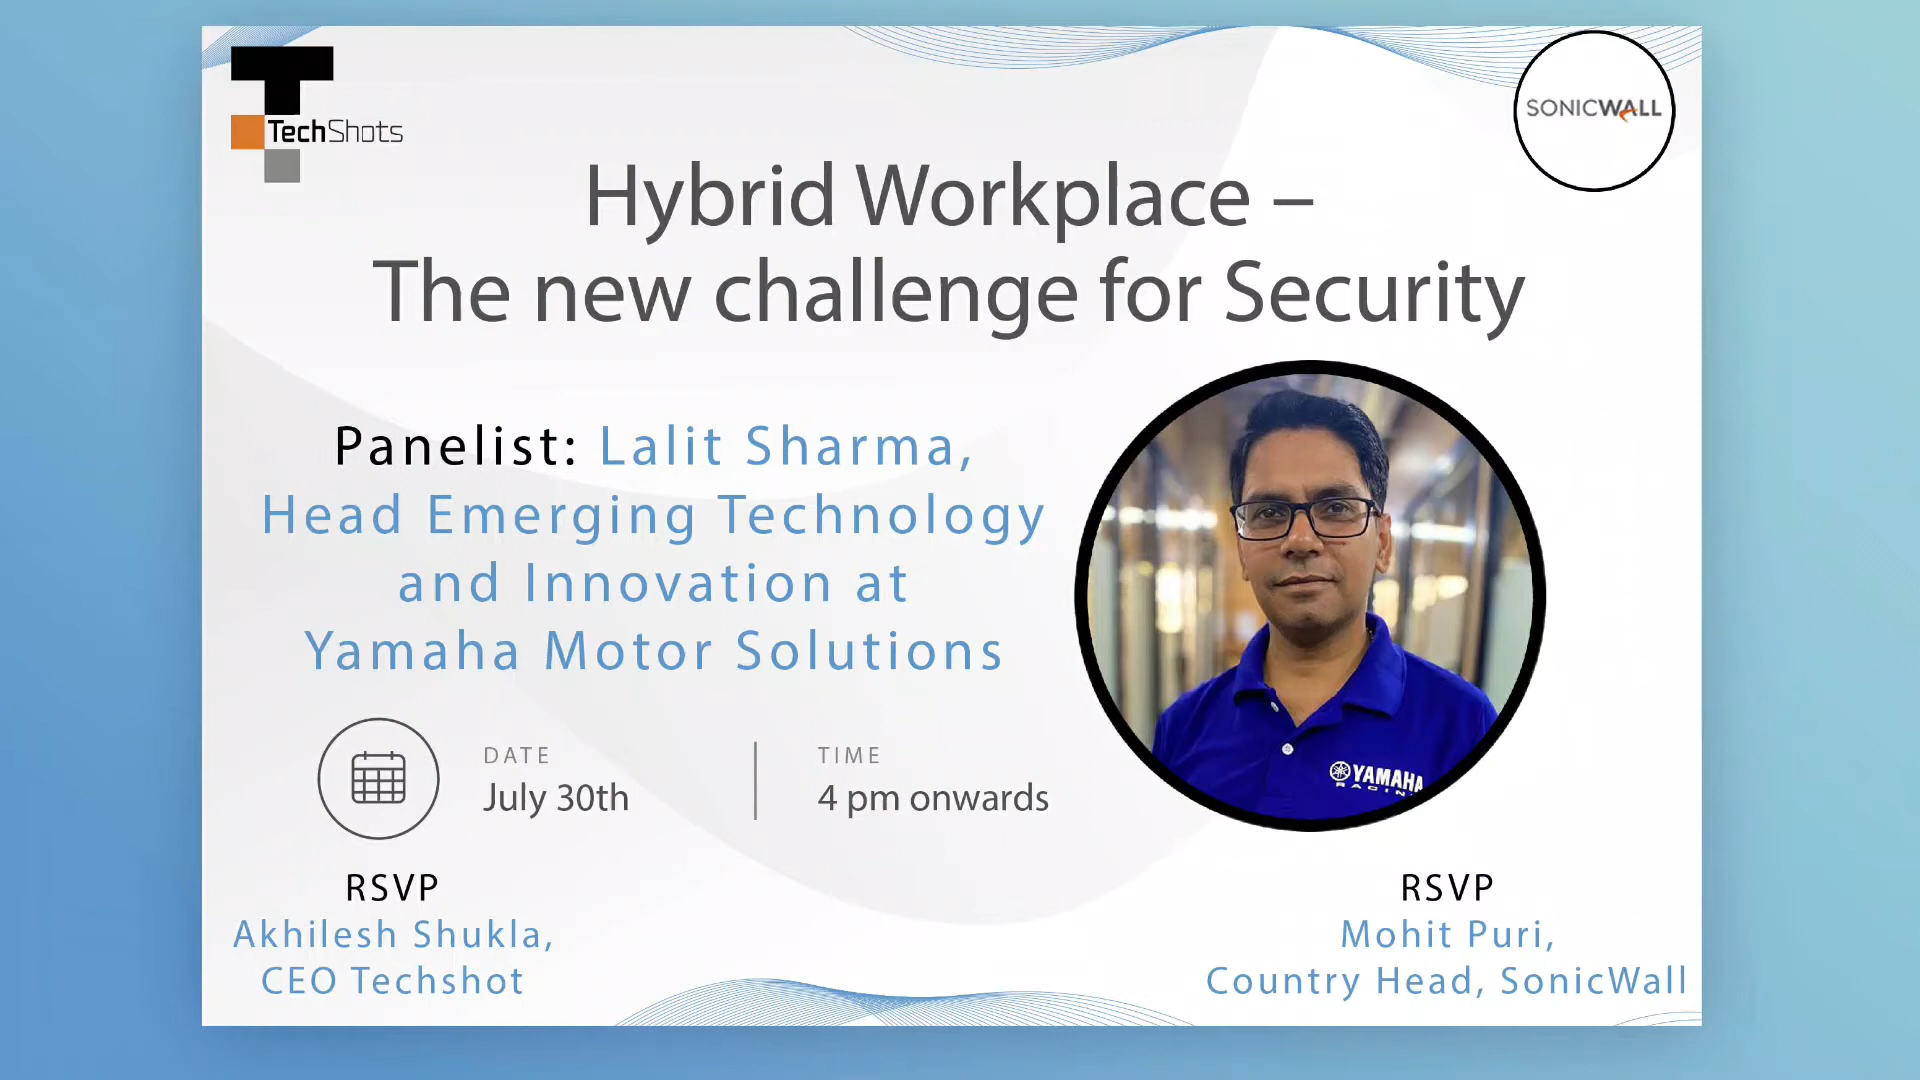 TechShots
SONICWALL
Hybrid Workplace –
The new challenge for Security
Panelist: Lalit Sharma,
Head Emerging Technology
and Innovation at
Yamaha Motor Solutions
DATE
July 30th
TIME
4 pm onwards
YAMAHA
RSVP
Akhilesh Shukla,
CEO Techshot
RSVP
Mohit Puri,
Country Head, SonicWall